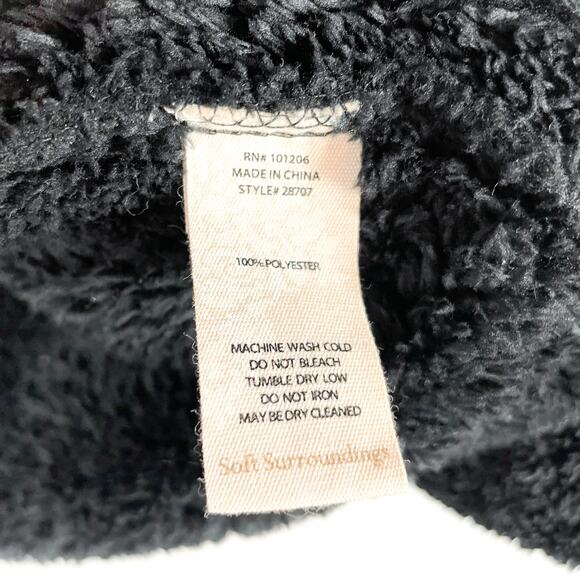 RN# 101206
MADE IN CHINA
STYLE# 28707
100% POLYESTER
MACHINE WASH COLD
DO NOT BLEACH
TUMBLE DRY LOW
DO NOT IRON
MAY BE DRY CLEANED
Soft Surroundings